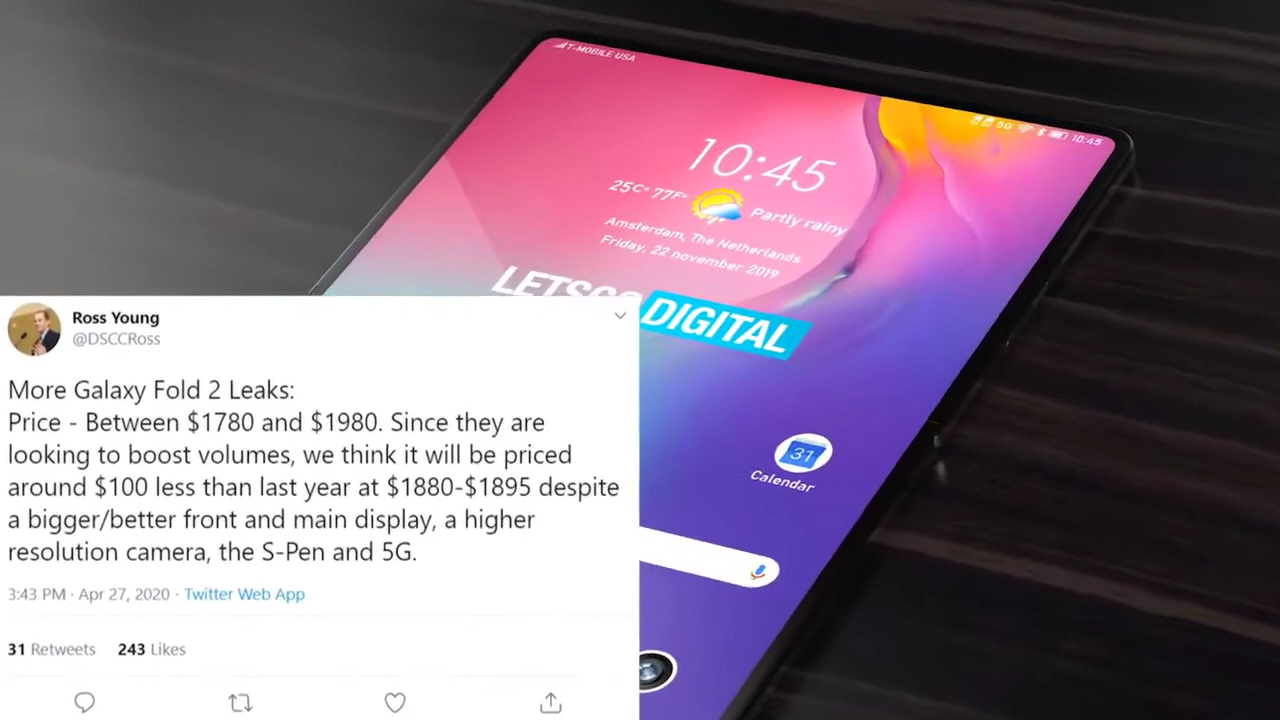 T-MOBILE USA
5G 10:45
10:45
25C° 77F° Partly rainy
Amsterdam, The Netherlands
Friday, 22 november 2019
LETSGO DIGITAL
31
Calendar
Ross Young
@DSCCRoss
More Galaxy Fold 2 Leaks:
Price - Between $1780 and $1980. Since they are
looking to boost volumes, we think it will be priced
around $100 less than last year at $1880-$1895 despite
a bigger/better front and main display, a higher
resolution camera, the S-Pen and 5G.
3:43 PM · Apr 27, 2020 · Twitter Web App
31 Retweets 243 Likes